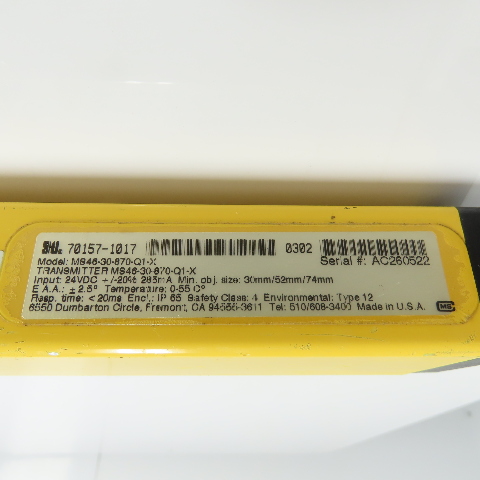 STI. 70157-1017 0302
Model: MS46-30-870-Q1-X Serial #: AC260522
TRANSMITTER MS46-30-870-Q1-X
Input: 24VDC +/-20% 285mA Min. obj. size: 30mm/52mm/74mm
E.A.A.: ± 2.5° Temperature: 0-55 C°
Resp. time: <20ms Encl.: IP 65 Safety Class: 4 Environmental: Type 12
6550 Dumbarton Circle, Fremont, CA 94555-3611 Tel: 510/608-3400 Made in U.S.A.